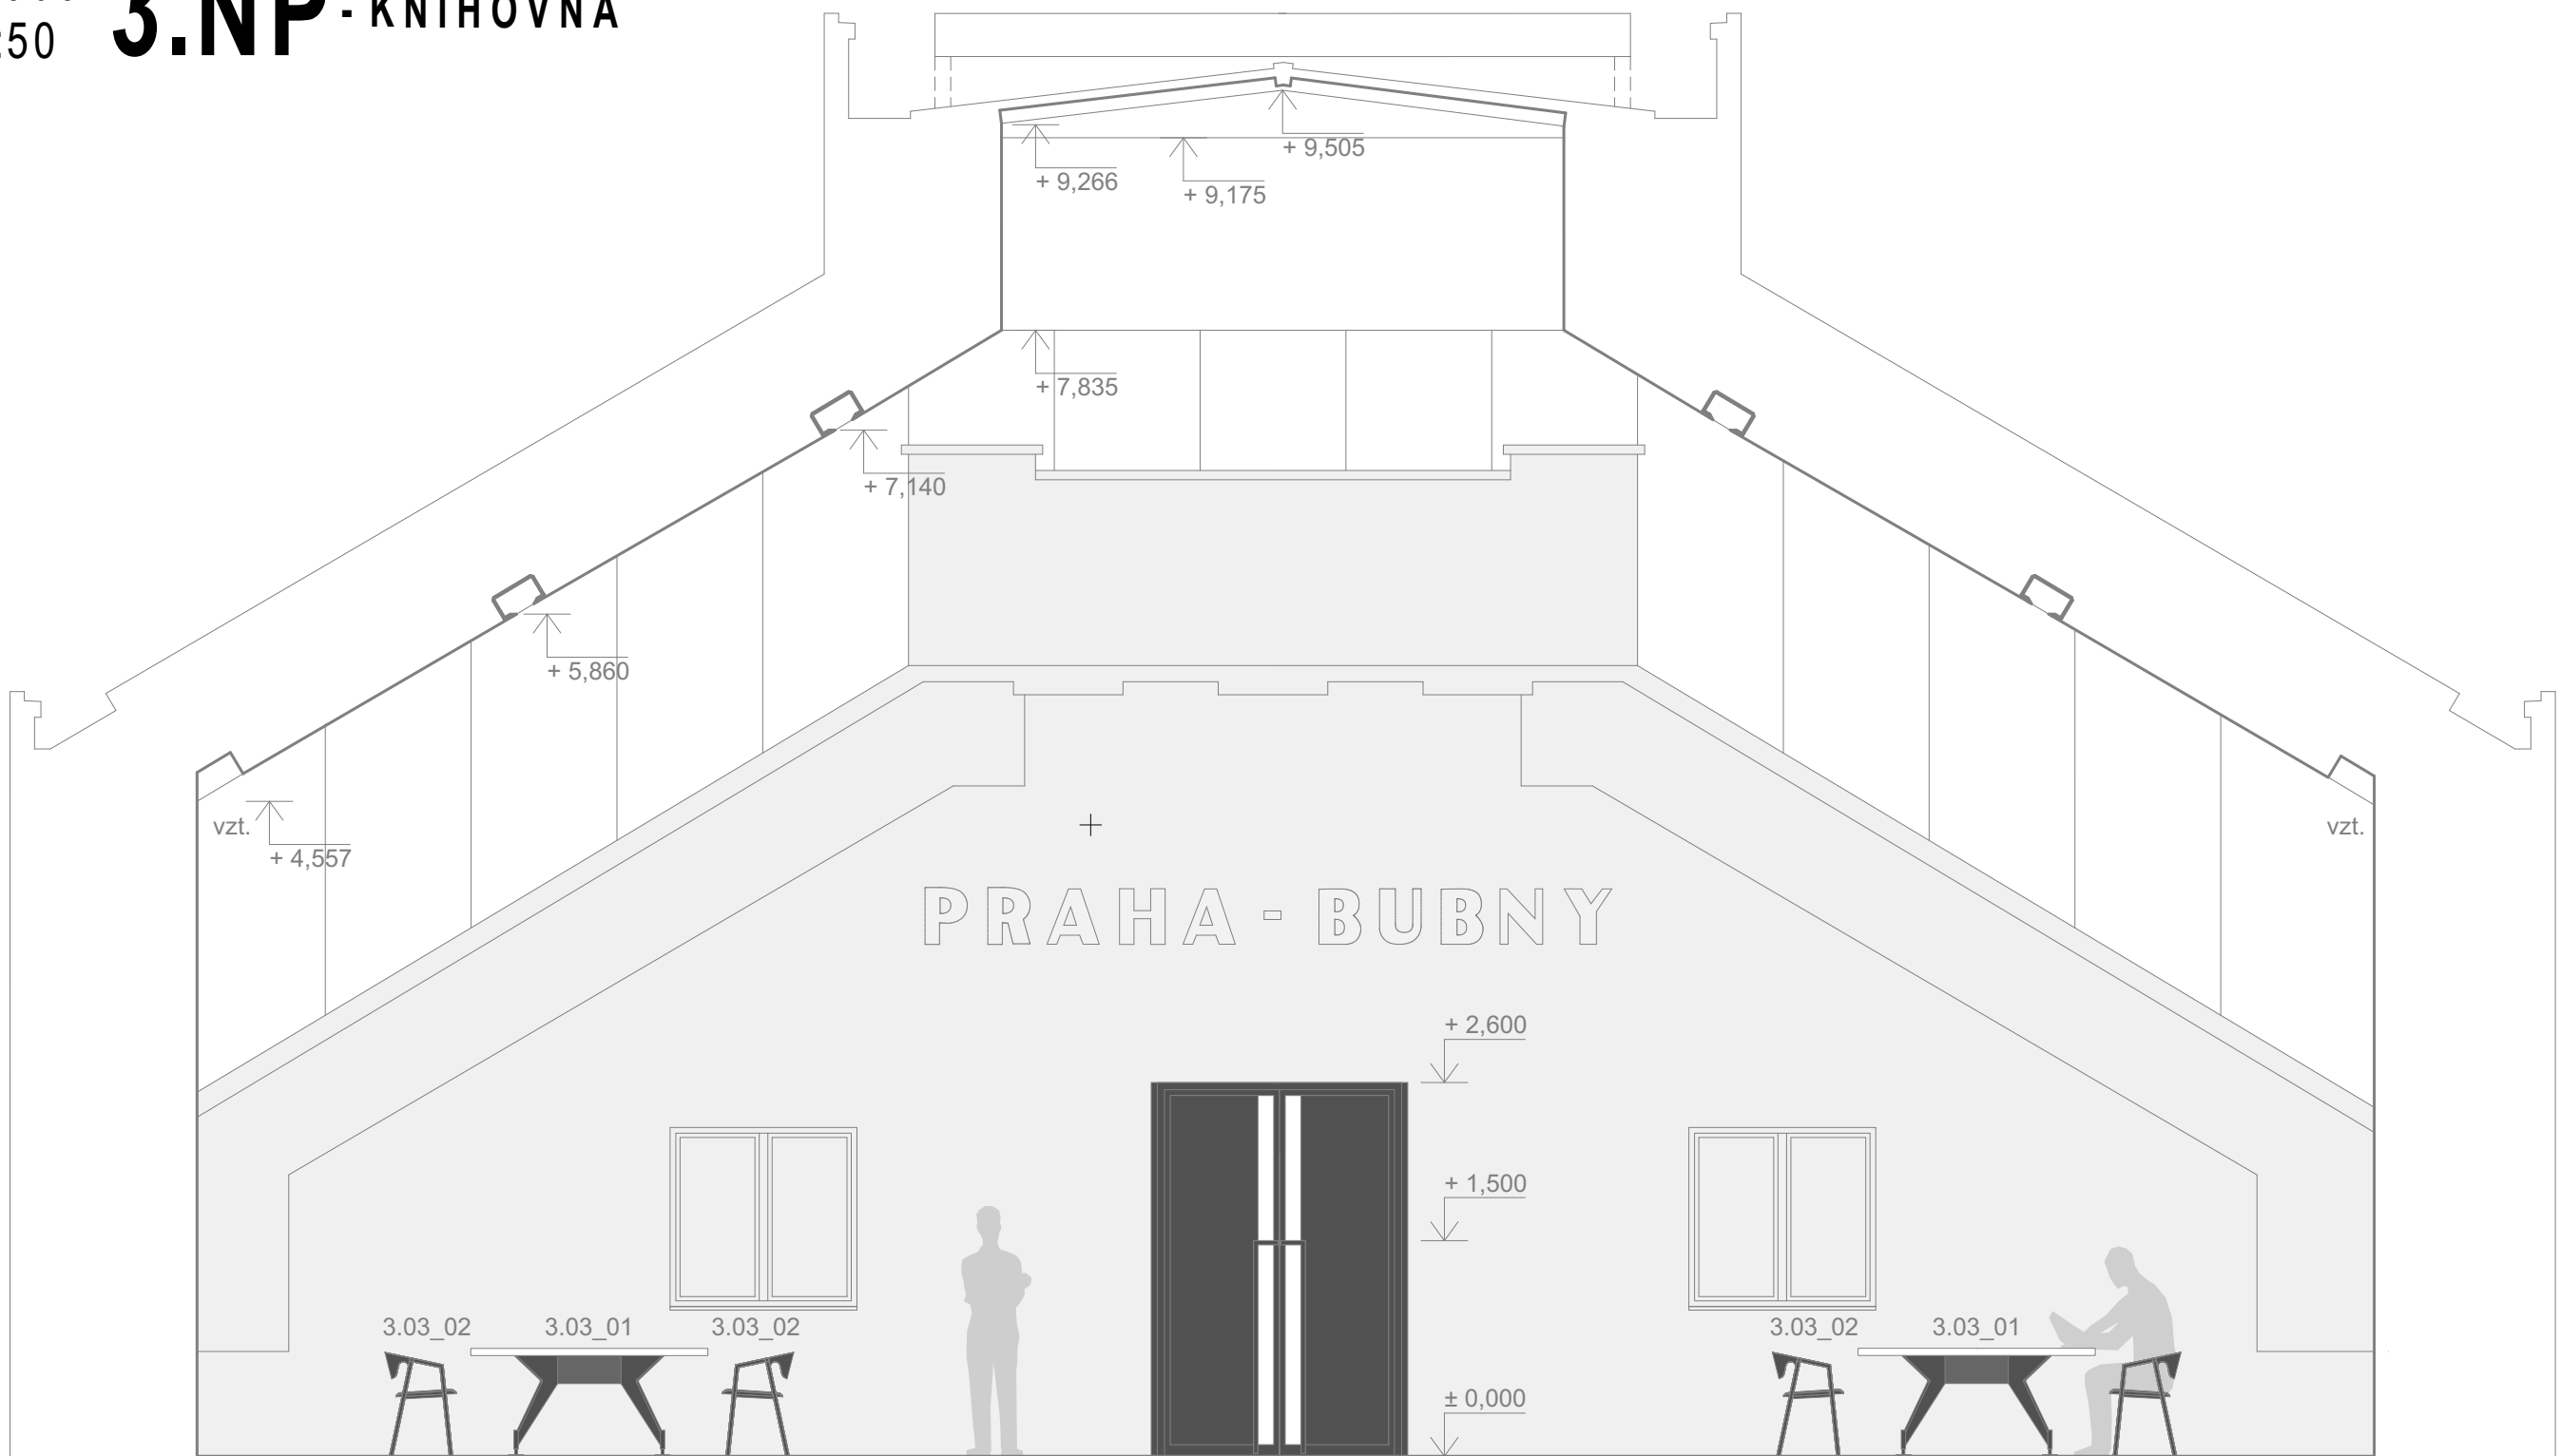 :50 3.NP - KNIHOVNA
+ 9,505
+ 9,266
+ 9,175
+ 7,835
+ 7,140
+ 5,860
vzt.
vzt.
+ 4,557
PRAHA - BUBNY
+ 2,600
+ 1,500
3.03_02 3.03_01 3.03_02
3.03_02 3.03_01
± 0,000